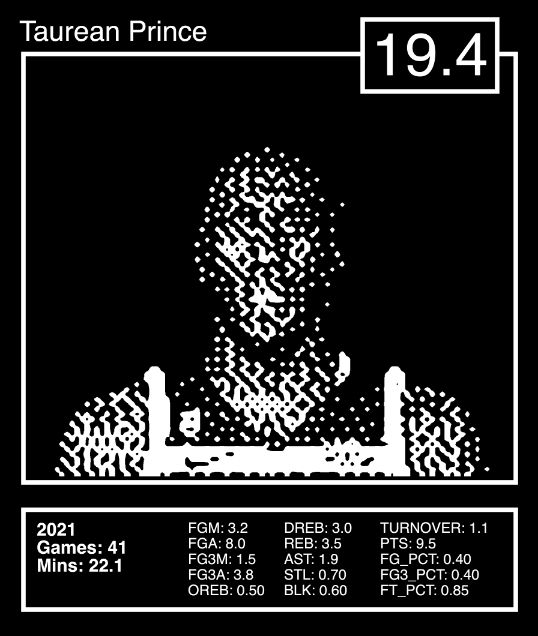 Taurean Prince
19.4
2021
Games: 41
Mins: 22.1
FGM: 3.2
FGA: 8.0
FG3M: 1.5
FG3A: 3.8
OREB: 0.50
DREB: 3.0
REB: 3.5
AST: 1.9
STL: 0.70
BLK: 0.60
TURNOVER: 1.1
PTS: 9.5
FG_PCT: 0.40
FG3_PCT: 0.40
FT_PCT: 0.85